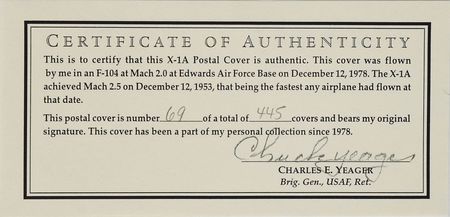 CERTIFICATE OF AUTHENTICITY
This is to certify that this X-1A Postal Cover is authentic. This cover was flown
by me in an F-104 at Mach 2.0 at Edwards Air Force Base on December 12, 1978. The X-1A
achieved Mach 2.5 on December 12, 1953, that being the fastest any airplane had flown at
that date.
This postal cover is number 69 of a total of 445 covers and bears my original
signature. This cover has been a part of my personal collection since 1978.
Chuck Yeager
CHARLES E. YEAGER
Brig. Gen., USAF, Ret.